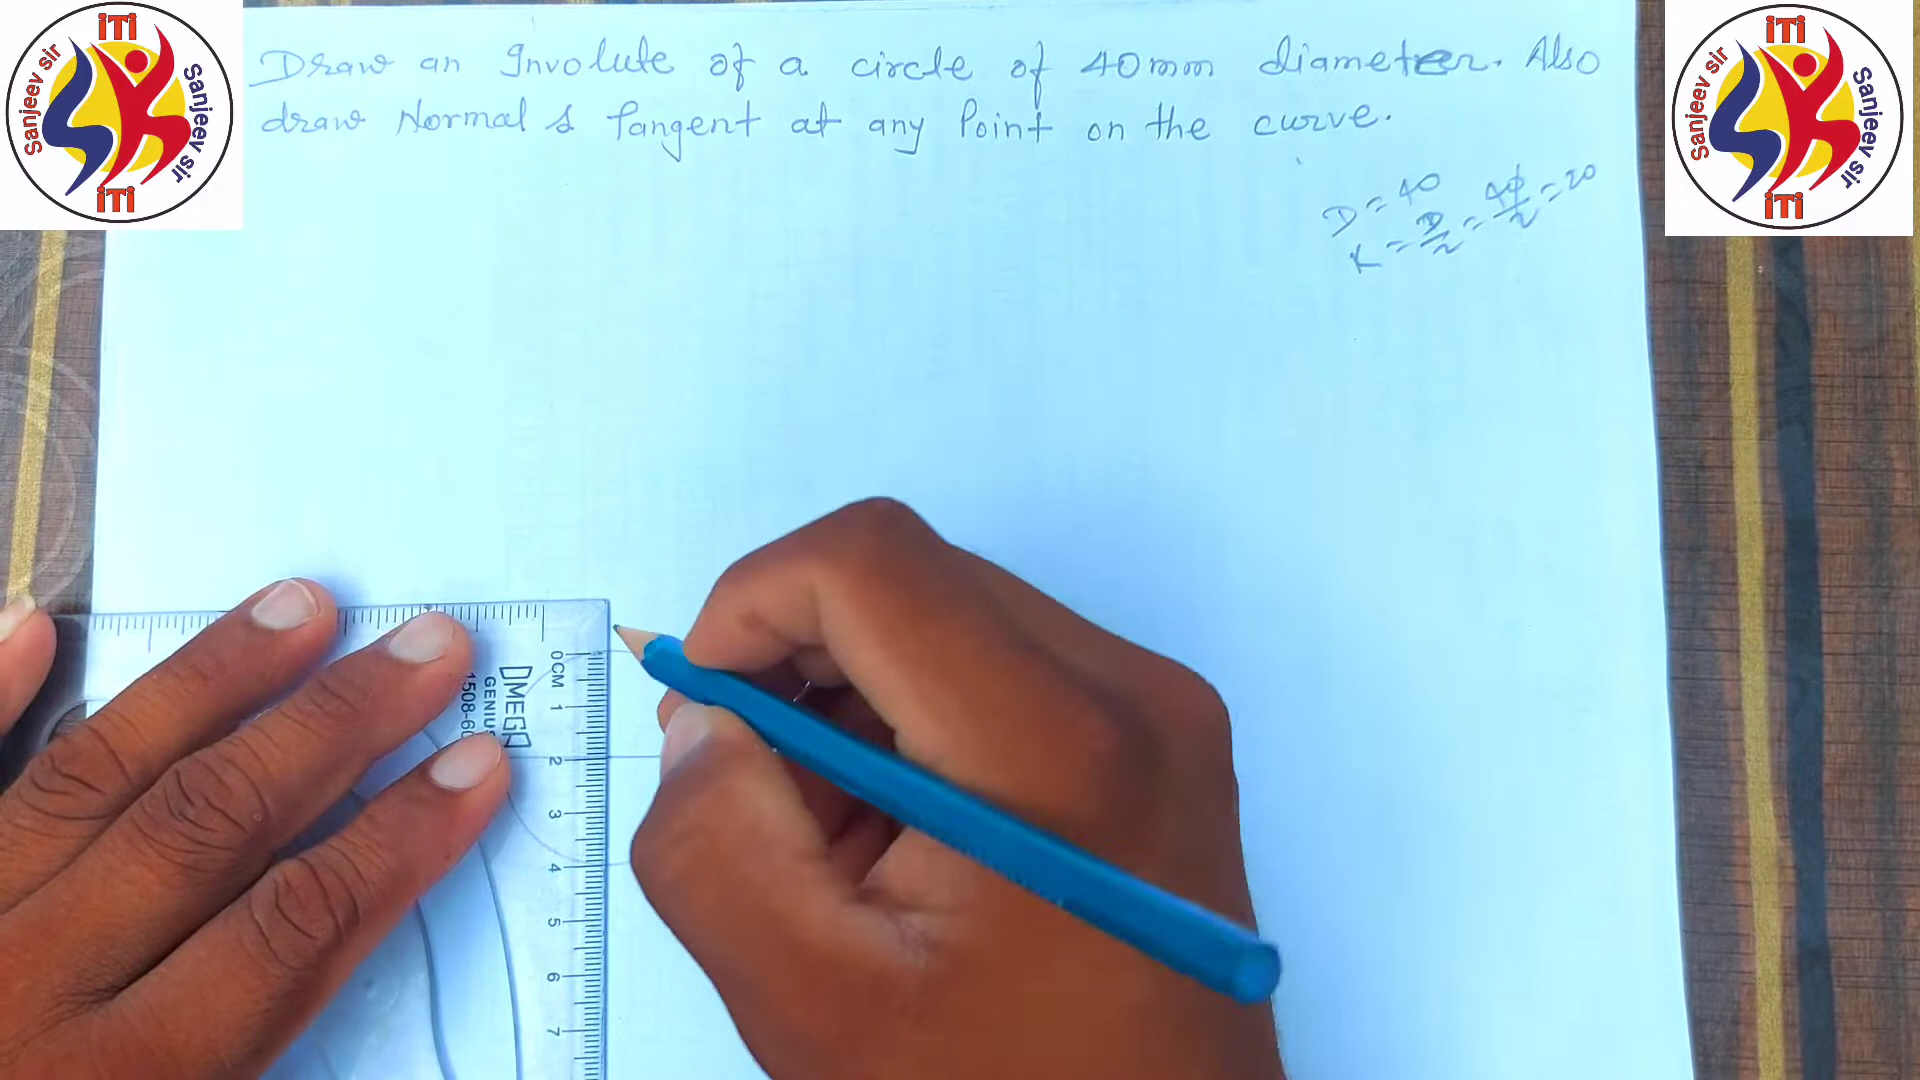 Draw an Involute of a circle of 40mm diameter. Also
draw Normal & Tangent at any Point on the curve.
D = 40
R = D/2 = 40/2 = 20
iTi
Sanjeev sir
Sanjeev sir
iTi
iTi
Sanjeev sir
Sanjeev sir
iTi
0CM 1 2 3 4 5 6 7
OMEGA
GENIUS
1508-60